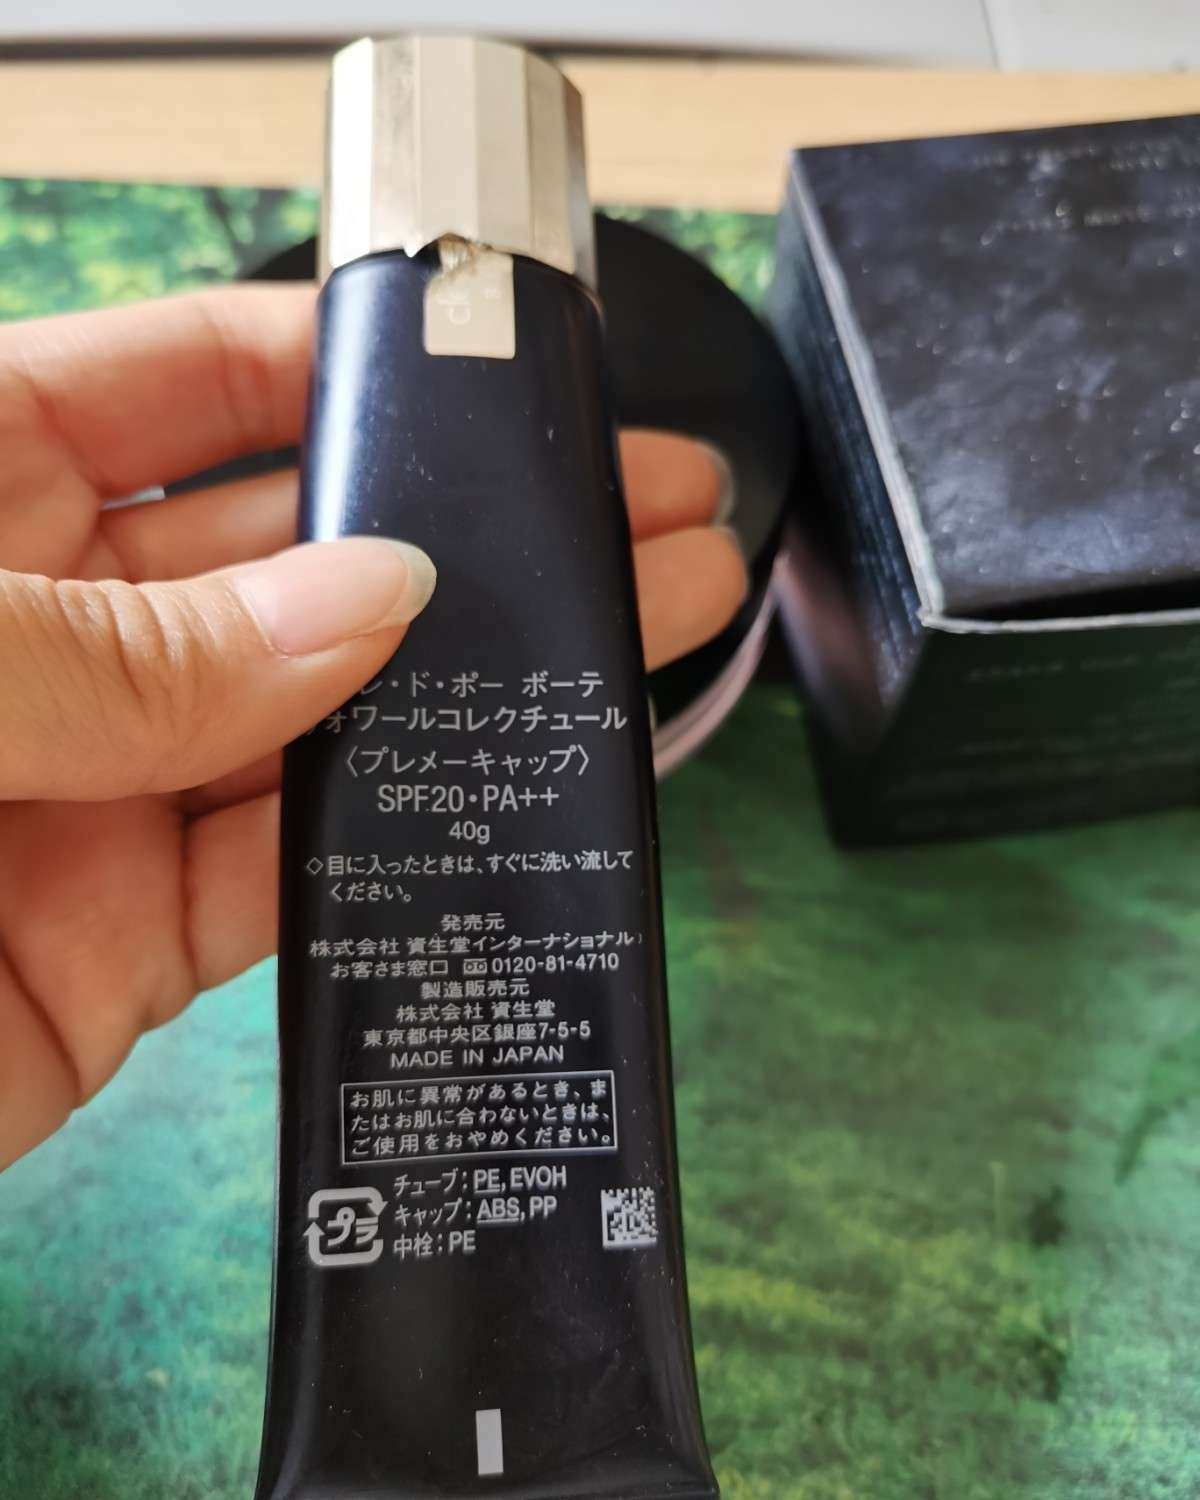 レ・ド・ポー ボーテ
ォワールコレクチュール
〈プレメーキャップ〉
SPF20・PA++
40g
◇目に入ったときは、すぐに洗い流して
ください。
発売元
株式会社 資生堂インターナショナル
お客さま窓口 0120-81-4710
製造販売元
株式会社 資生堂
東京都中央区銀座7-5-5
MADE IN JAPAN
お肌に異常があるとき、ま
たはお肌に合わないときは、
ご使用をおやめください。
プラ
チューブ:PE, EVOH
キャップ:ABS, PP
中栓:PE